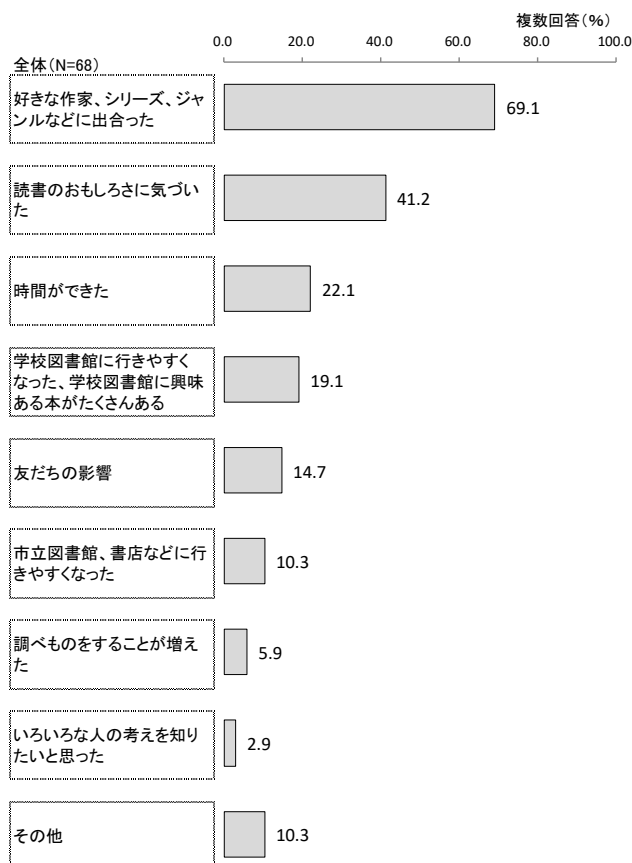 複数回答(%)
0.0 20.0 40.0 60.0 80.0 100.0
全体(N=68)
好きな作家、シリーズ、ジャ
ンルなどに出合った
69.1
読書のおもしろさに気づい
た
41.2
時間ができた
22.1
学校図書館に行きやすく
なった、学校図書館に興味
ある本がたくさんある
19.1
友だちの影響
14.7
市立図書館、書店などに行
きやすくなった
10.3
調べものをすることが増え
た
5.9
いろいろな人の考えを知り
たいと思った
2.9
その他
10.3